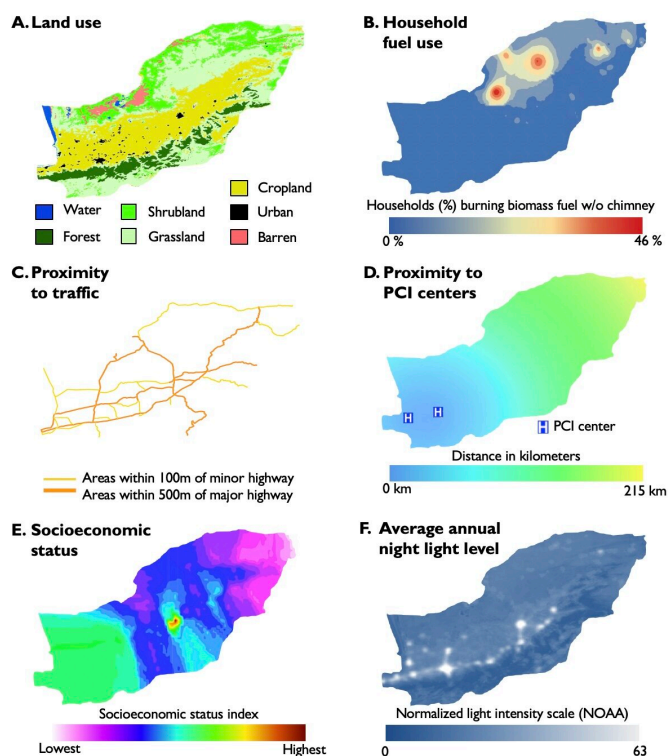 A. Land use
Water
Forest
Shrubland
Grassland
Cropland
Urban
Barren
B. Household
fuel use
Households (%) burning biomass fuel w/o chimney
0 %
46 %
C. Proximity
to traffic
Areas within 100m of minor highway
Areas within 500m of major highway
D. Proximity to
PCI centers
H
H
H PCI center
Distance in kilometers
0 km
215 km
E. Socioeconomic
status
Socioeconomic status index
Lowest
Highest
F. Average annual
night light level
Normalized light intensity scale (NOAA)
0
63